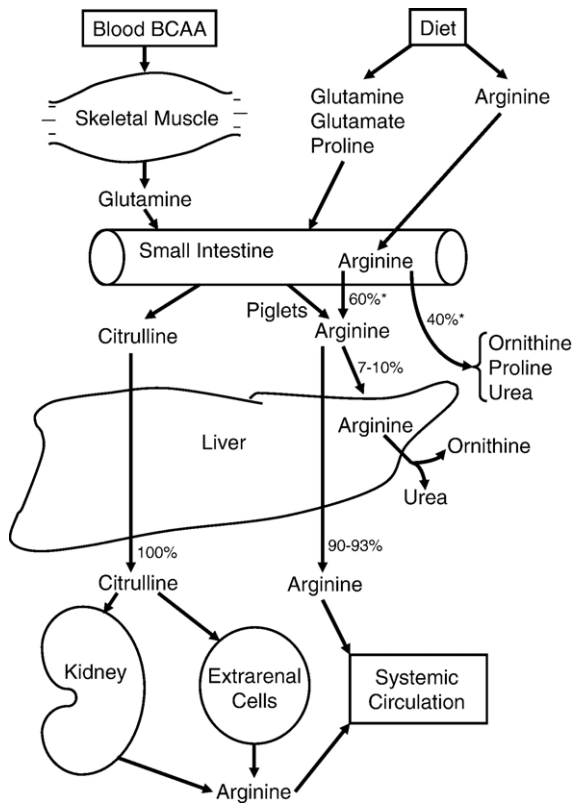 Blood BCAA
Diet
Skeletal Muscle
Glutamine
Glutamate
Proline
Arginine
Glutamine
Small Intestine
Arginine
60%*
40%*
Piglets
Citrulline
Arginine
Ornithine
Proline
Urea
7-10%
Liver
Arginine
Ornithine
Urea
100%
90-93%
Citrulline
Arginine
Kidney
Extrarenal
Cells
Systemic
Circulation
Arginine